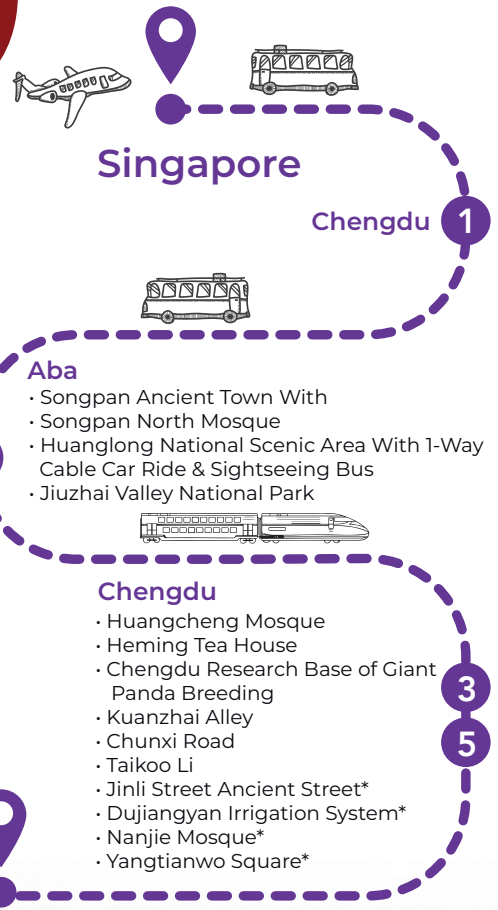 Singapore
Chengdu 1
Aba
· Songpan Ancient Town With
· Songpan North Mosque
· Huanglong National Scenic Area With 1-Way
Cable Car Ride & Sightseeing Bus
· Jiuzhai Valley National Park
Chengdu
· Huangcheng Mosque
· Heming Tea House
· Chengdu Research Base of Giant
Panda Breeding
3
· Kuanzhai Alley
· Chunxi Road
5
· Taikoo Li
· Jinli Street Ancient Street*
· Dujiangyan Irrigation System*
· Nanjie Mosque*
· Yangtianwo Square*